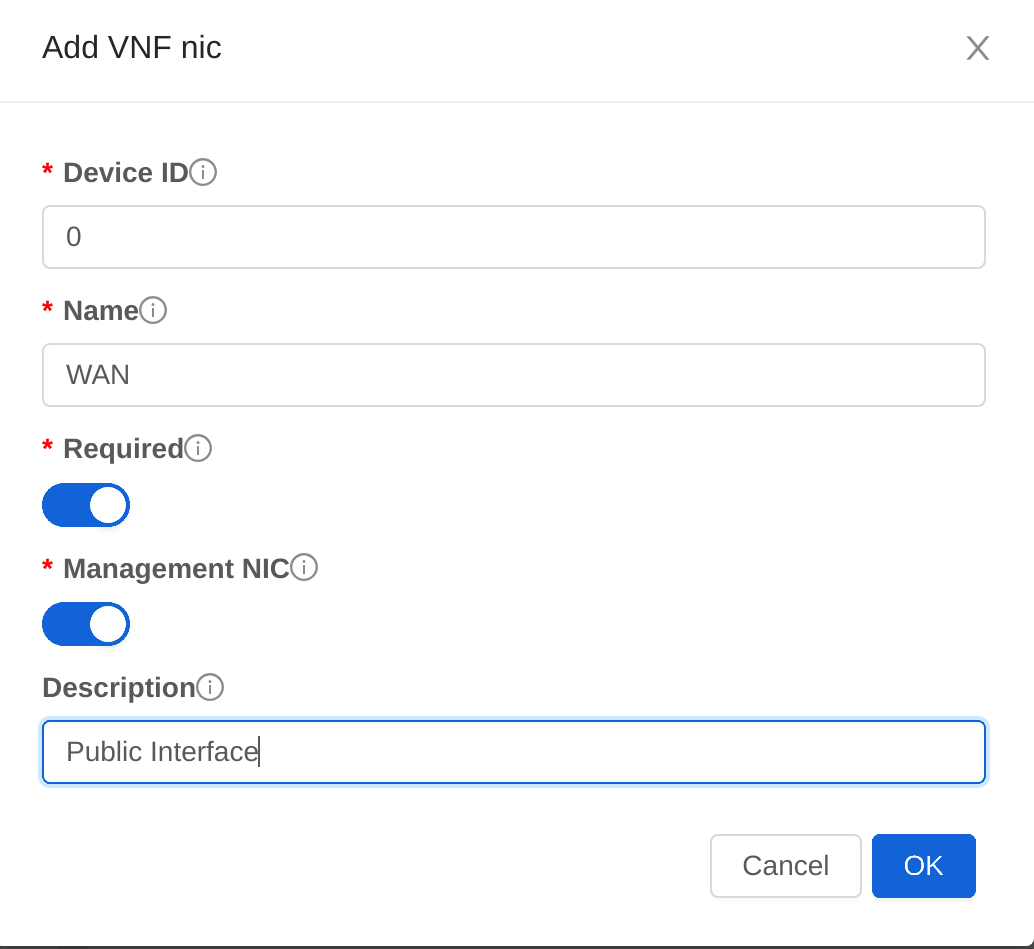 Add VNF nic
* Device ID
0
* Name
WAN
* Required
* Management NIC
Description
Public Interface
Cancel OK